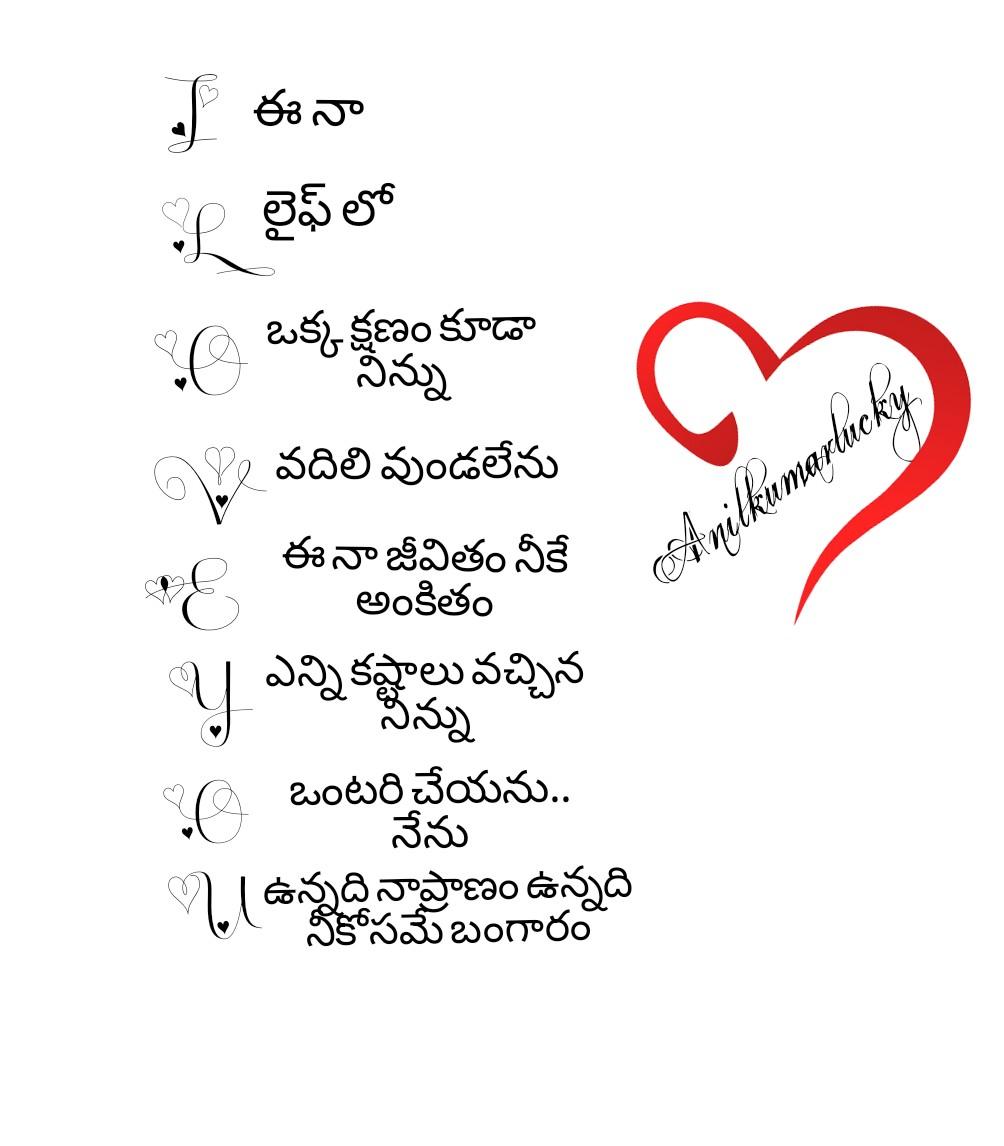 I ఈ నా
L లైఫ్ లో
O ఒక్క క్షణం కూడా
నిన్ను
V వదిలి వుండలేను
E ఈ నా జీవితం నీకే
అంకితం
Y ఎన్ని కష్టాలు వచ్చిన
నిన్ను
O ఒంటరి చేయను..
నేను
U ఉన్నది నాప్రాణం ఉన్నది
నీకోసమే బంగారం
Anilkumarlucky